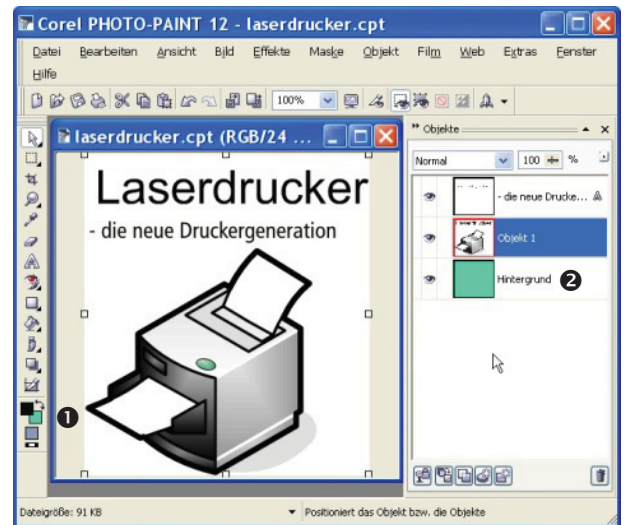 Corel PHOTO-PAINT 12 - laserdrucker.cpt
Datei Bearbeiten Ansicht Bild Effekte Maske Objekt Film Web Extras Fenster
Hilfe
100%
laserdrucker.cpt (RGB/24 ...
Laserdrucker
- die neue Druckergeneration
❶
Objekte
Normal 100 %
- die neue Drucke...
Objekt 1
Hintergrund ❷
Dateigröße: 91 KB Positioniert das Objekt bzw. die Objekte